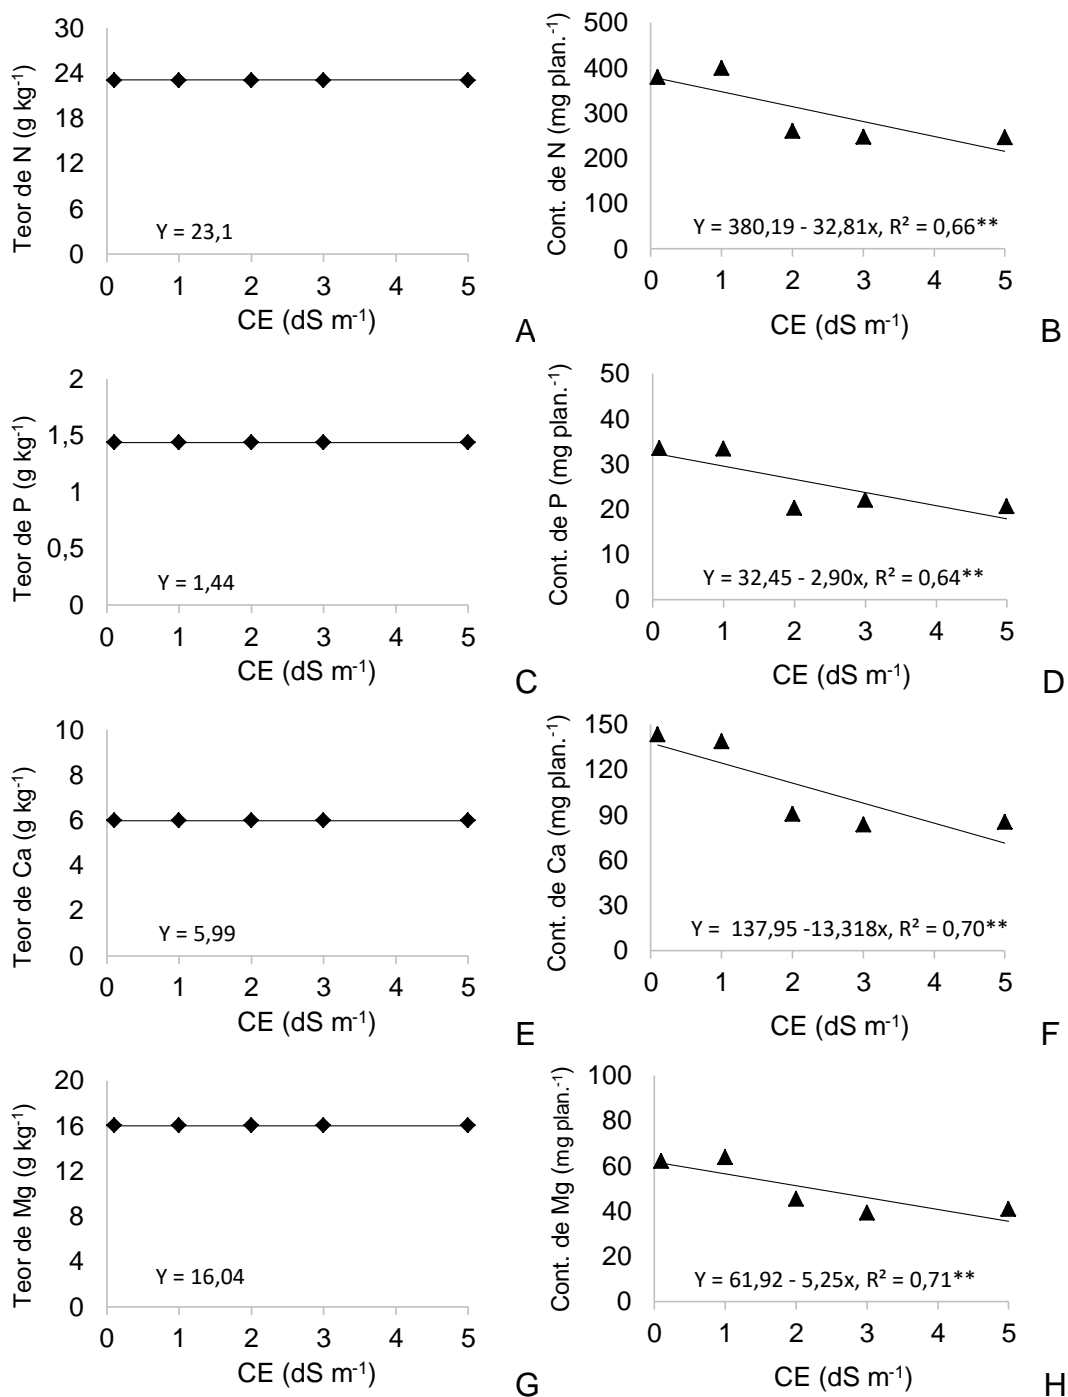 Teor de N (g kg⁻¹)
30
24
18
12
6
0
Y = 23,1
0 1 2 3 4 5
CE (dS m⁻¹)
A
Cont. de N (mg plan.⁻¹)
500
400
300
200
100
0
Y = 380,19 - 32,81x, R² = 0,66**
0 1 2 3 4 5
CE (dS m⁻¹)
B
Teor de P (g kg⁻¹)
2
1,5
1
0,5
0
Y = 1,44
0 1 2 3 4 5
CE (dS m⁻¹)
C
Cont. de P (mg plan.⁻¹)
50
40
30
20
10
0
Y = 32,45 - 2,90x, R² = 0,64**
0 1 2 3 4 5
CE (dS m⁻¹)
D
Teor de Ca (g kg⁻¹)
10
8
6
4
2
0
Y = 5,99
0 1 2 3 4 5
CE (dS m⁻¹)
E
Cont. de Ca (mg plan.⁻¹)
150
120
90
60
30
0
Y = 137,95 -13,318x, R² = 0,70**
0 1 2 3 4 5
CE (dS m⁻¹)
F
Teor de Mg (g kg⁻¹)
20
16
12
8
4
0
Y = 16,04
0 1 2 3 4 5
CE (dS m⁻¹)
G
Cont. de Mg (mg plan.⁻¹)
100
80
60
40
20
0
Y = 61,92 - 5,25x, R² = 0,71**
0 1 2 3 4 5
CE (dS m⁻¹)
H